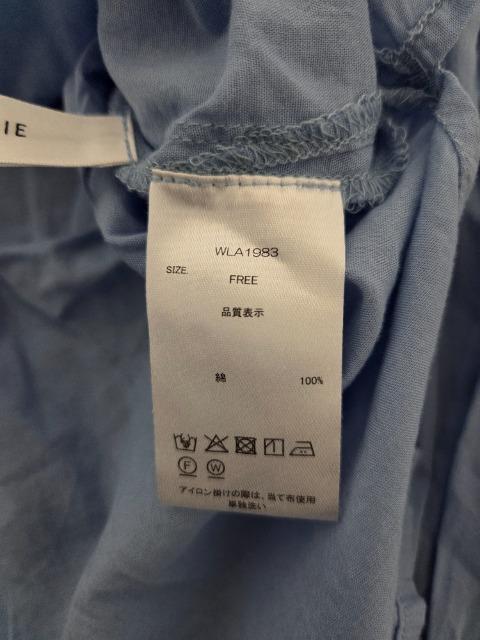 IE
WLA1983
SIZE. FREE
品質表示
綿 100%
F W
アイロン掛けの際は、当て布使用
単独洗い